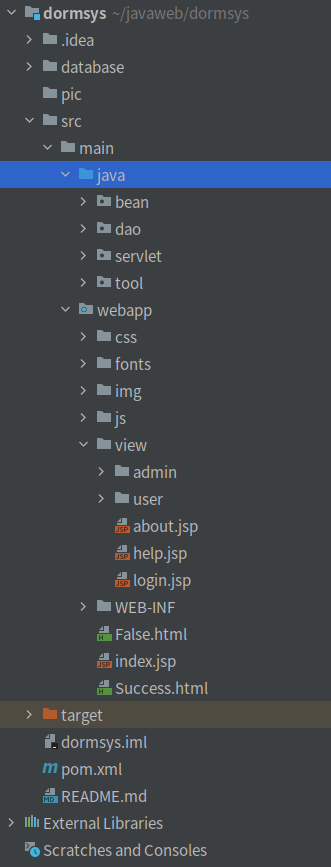 dormsys ~/javaweb/dormsys
.idea
database
pic
src
main
java
bean
dao
servlet
tool
webapp
css
fonts
img
js
view
admin
user
about.jsp
help.jsp
login.jsp
WEB-INF
False.html
index.jsp
Success.html
target
dormsys.iml
pom.xml
README.md
External Libraries
Scratches and Consoles